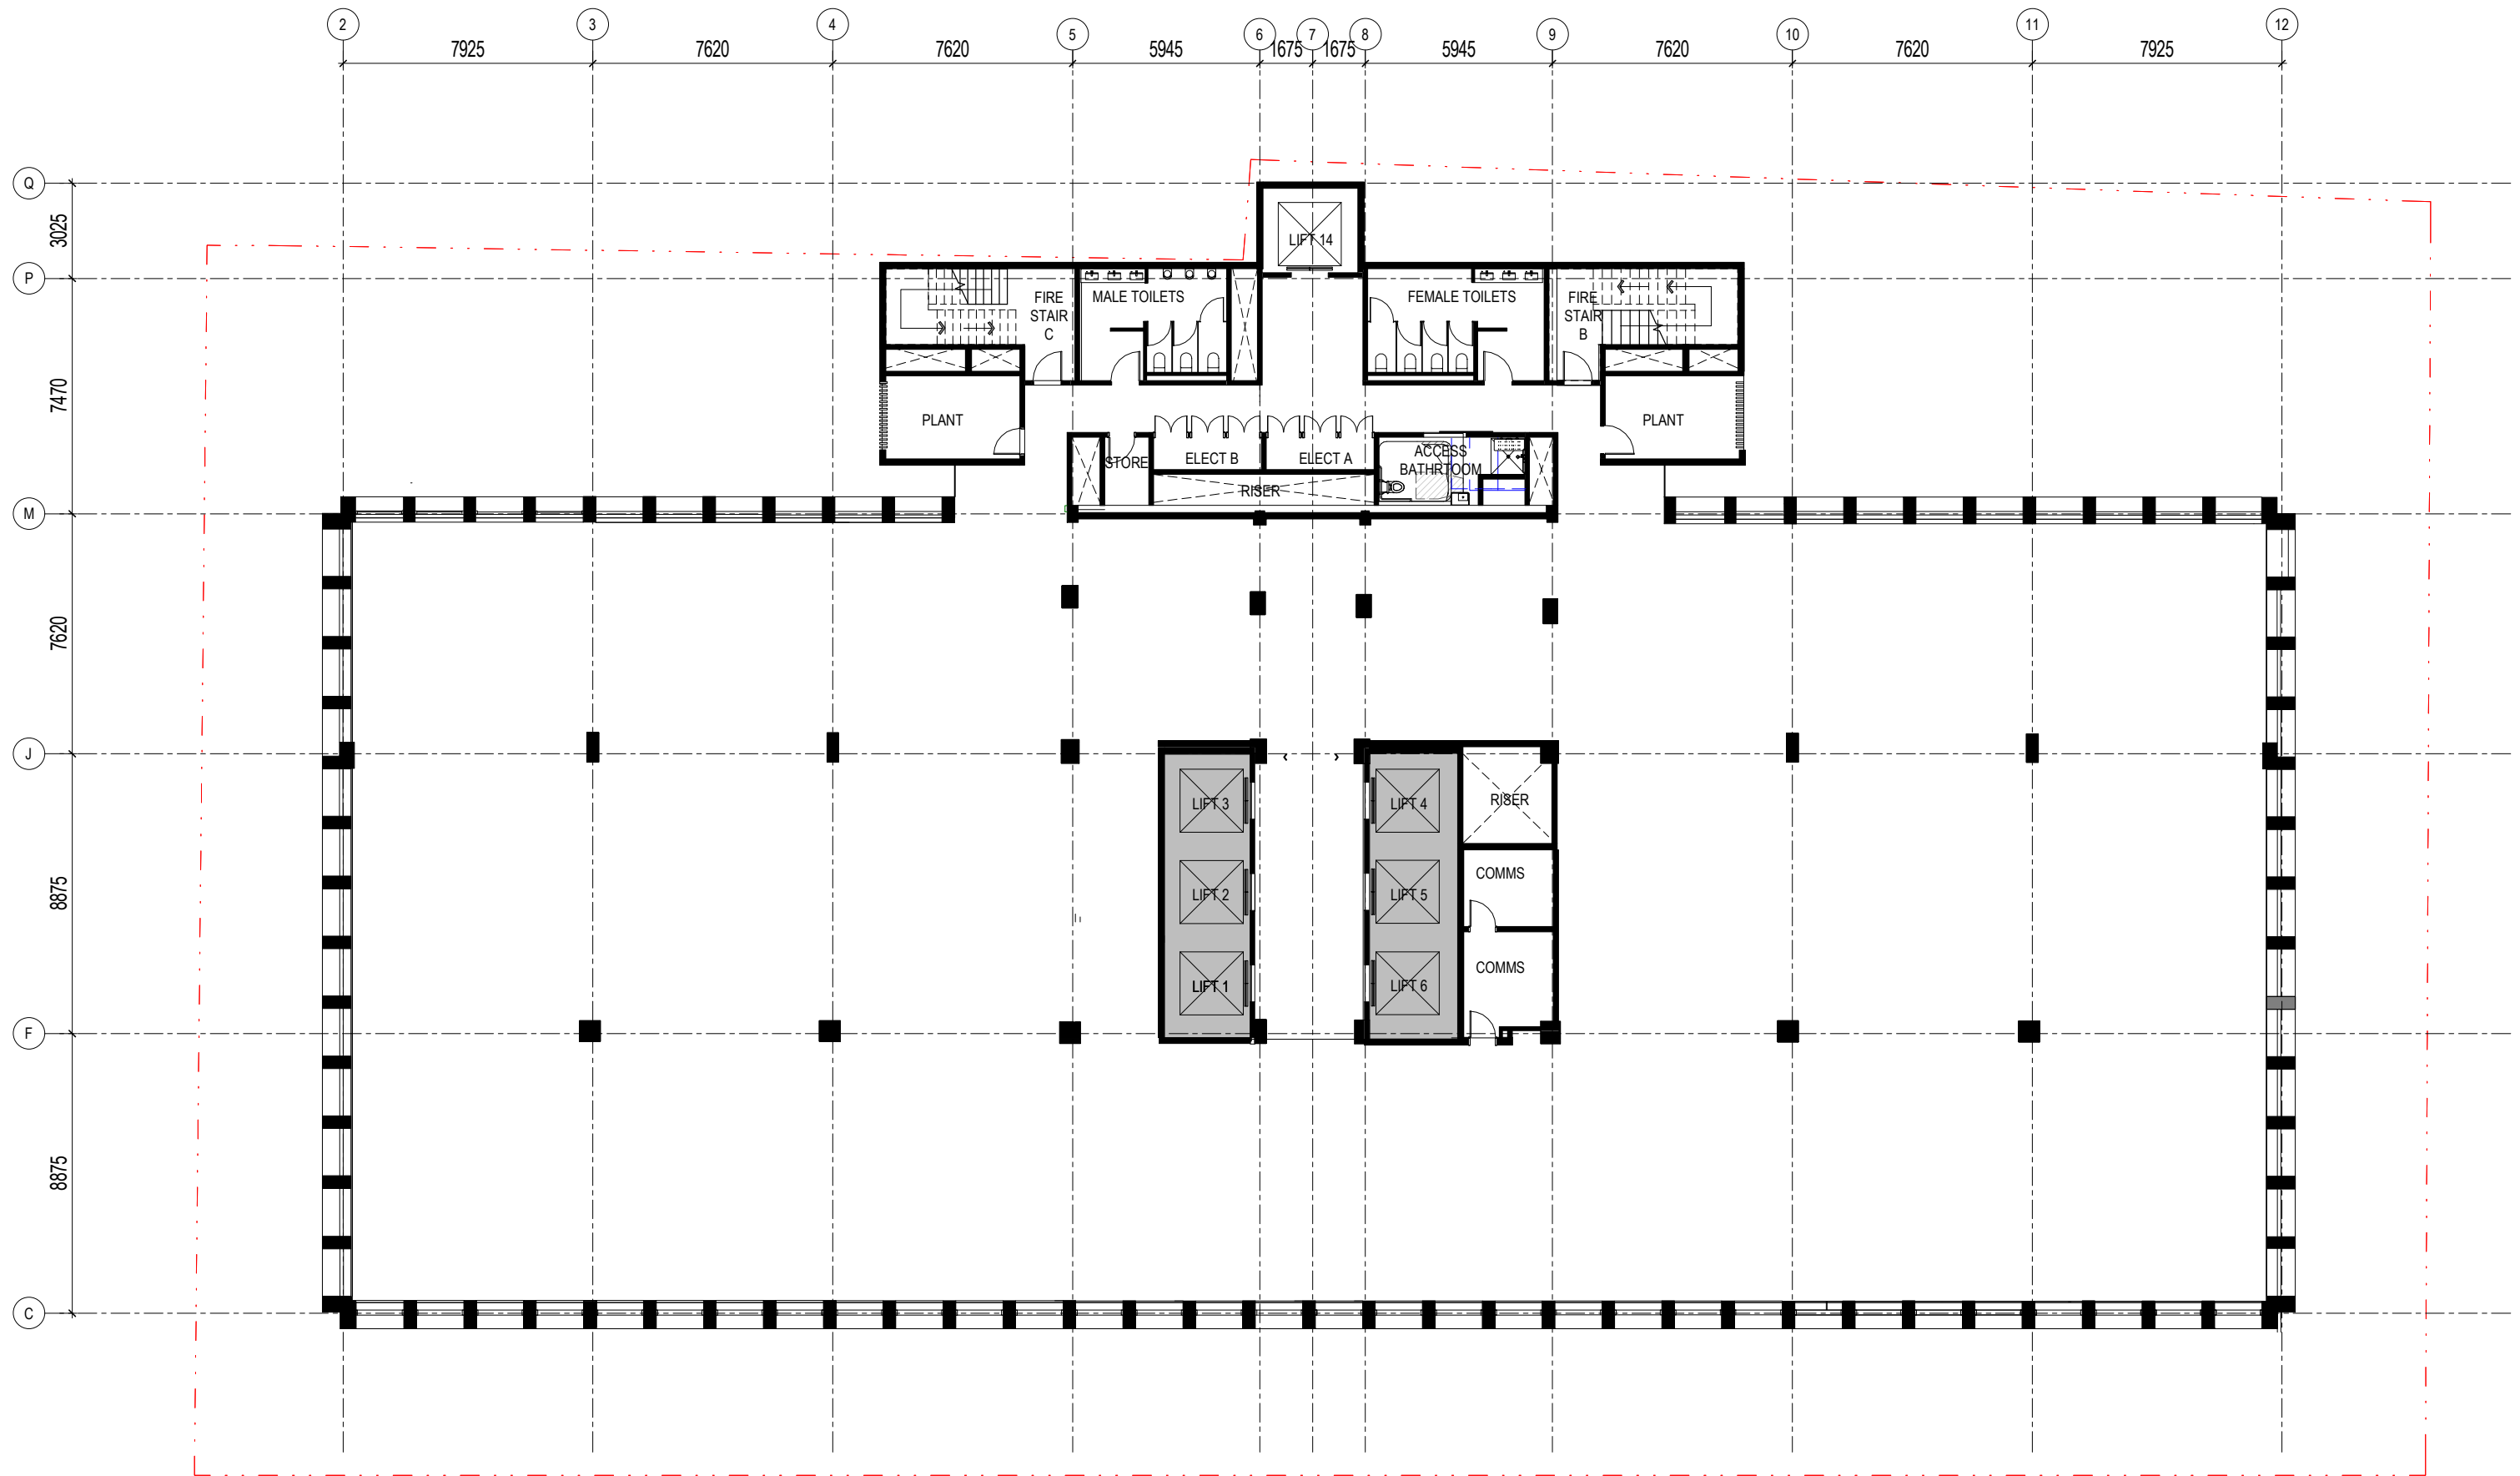 2 3 4 5 6 7 8 9 10 11 12
7925 7620 7620 5945 1675 1675 5945 7620 7620 7925
Q
3025
P
7470
M
7620
J
8875
F
8875
C
LIFT 14
FIRE
STAIR
C
MALE TOILETS
FEMALE TOILETS
FIRE
STAIR
B
PLANT
STORE
ELECT B
ELECT A
ACCESS
BATHRTOOM
PLANT
RISER
LIFT 3
LIFT 4
RISER
LIFT 2
LIFT 5
COMMS
LIFT 1
LIFT 6
COMMS